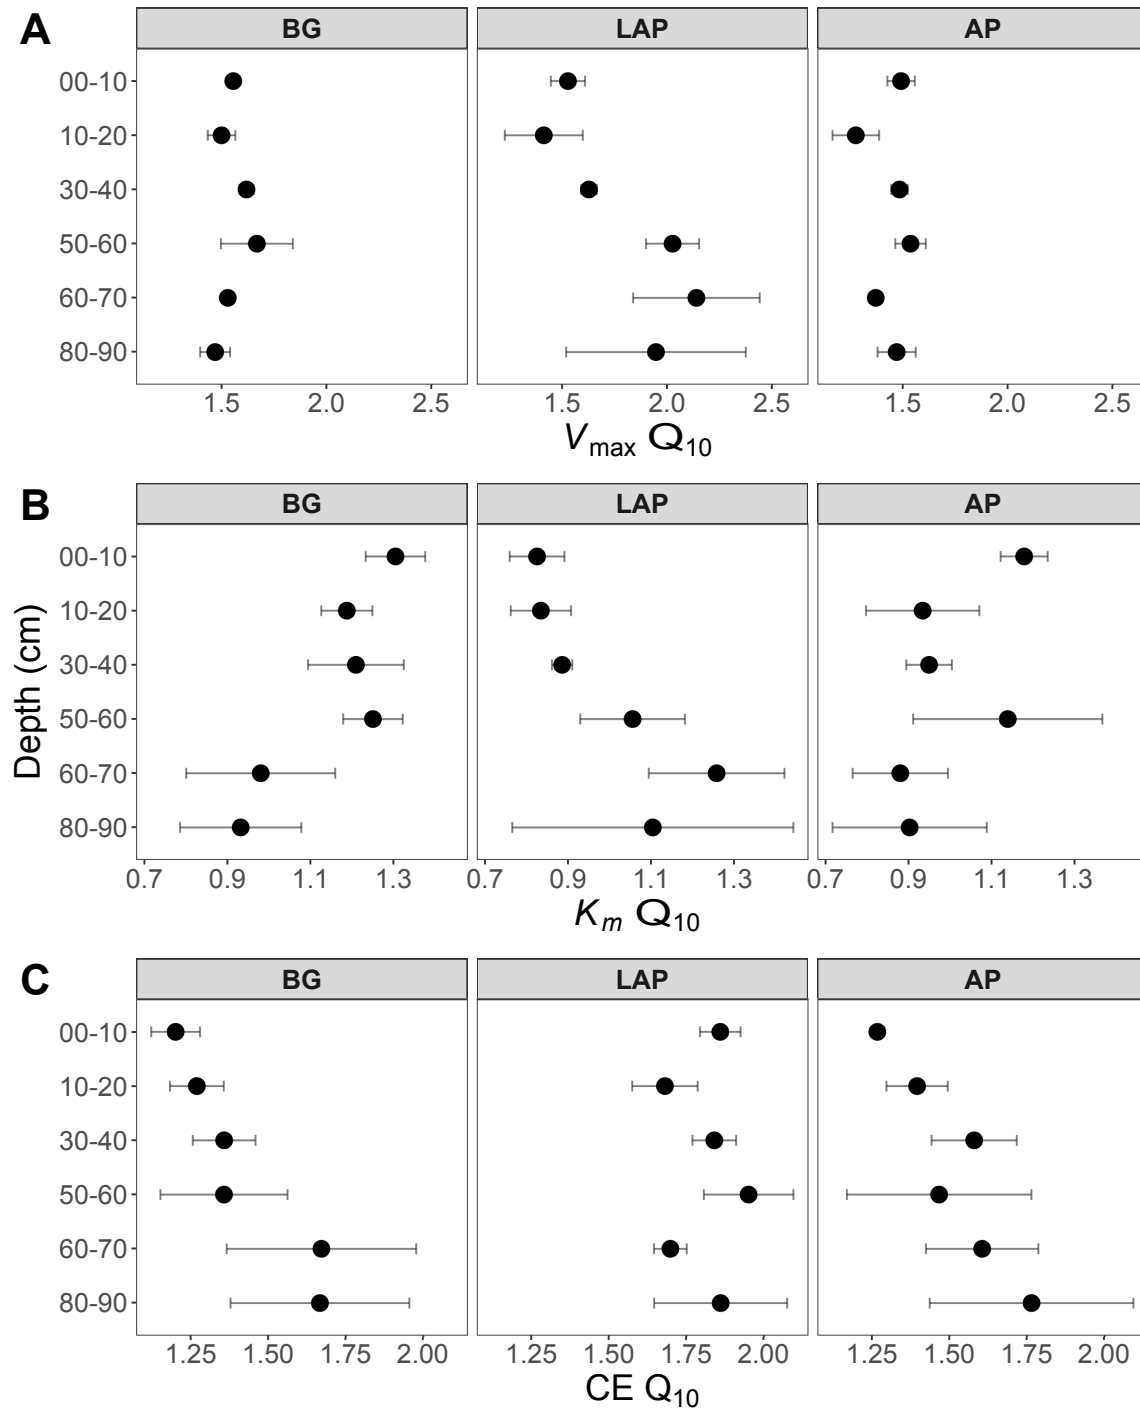 A
BG LAP AP
00-10
10-20
30-40
50-60
60-70
80-90
1.5 2.0 2.5 1.5 2.0 2.5 1.5 2.0 2.5
Vmax Q10
B
BG LAP AP
Depth (cm)
00-10
10-20
30-40
50-60
60-70
80-90
0.7 0.9 1.1 1.3 0.7 0.9 1.1 1.3 0.7 0.9 1.1 1.3
Km Q10
C
BG LAP AP
00-10
10-20
30-40
50-60
60-70
80-90
1.25 1.50 1.75 2.00 1.25 1.50 1.75 2.00 1.25 1.50 1.75 2.00
CE Q10